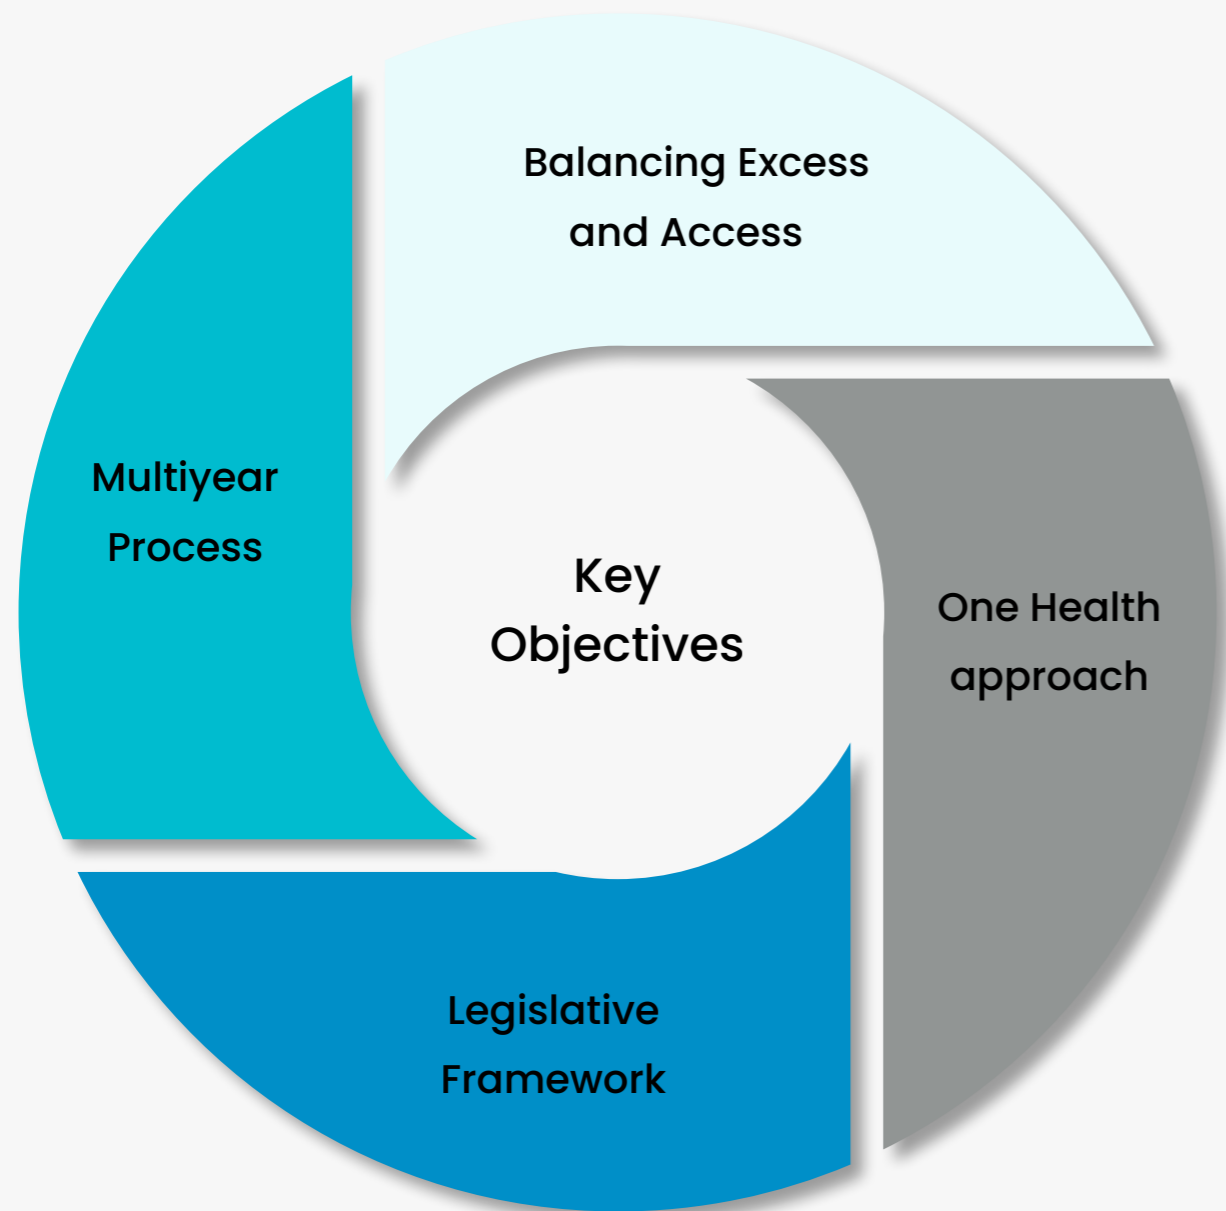 Balancing Excess
and Access
Multiyear
Process
Key
Objectives
One Health
approach
Legislative
Framework